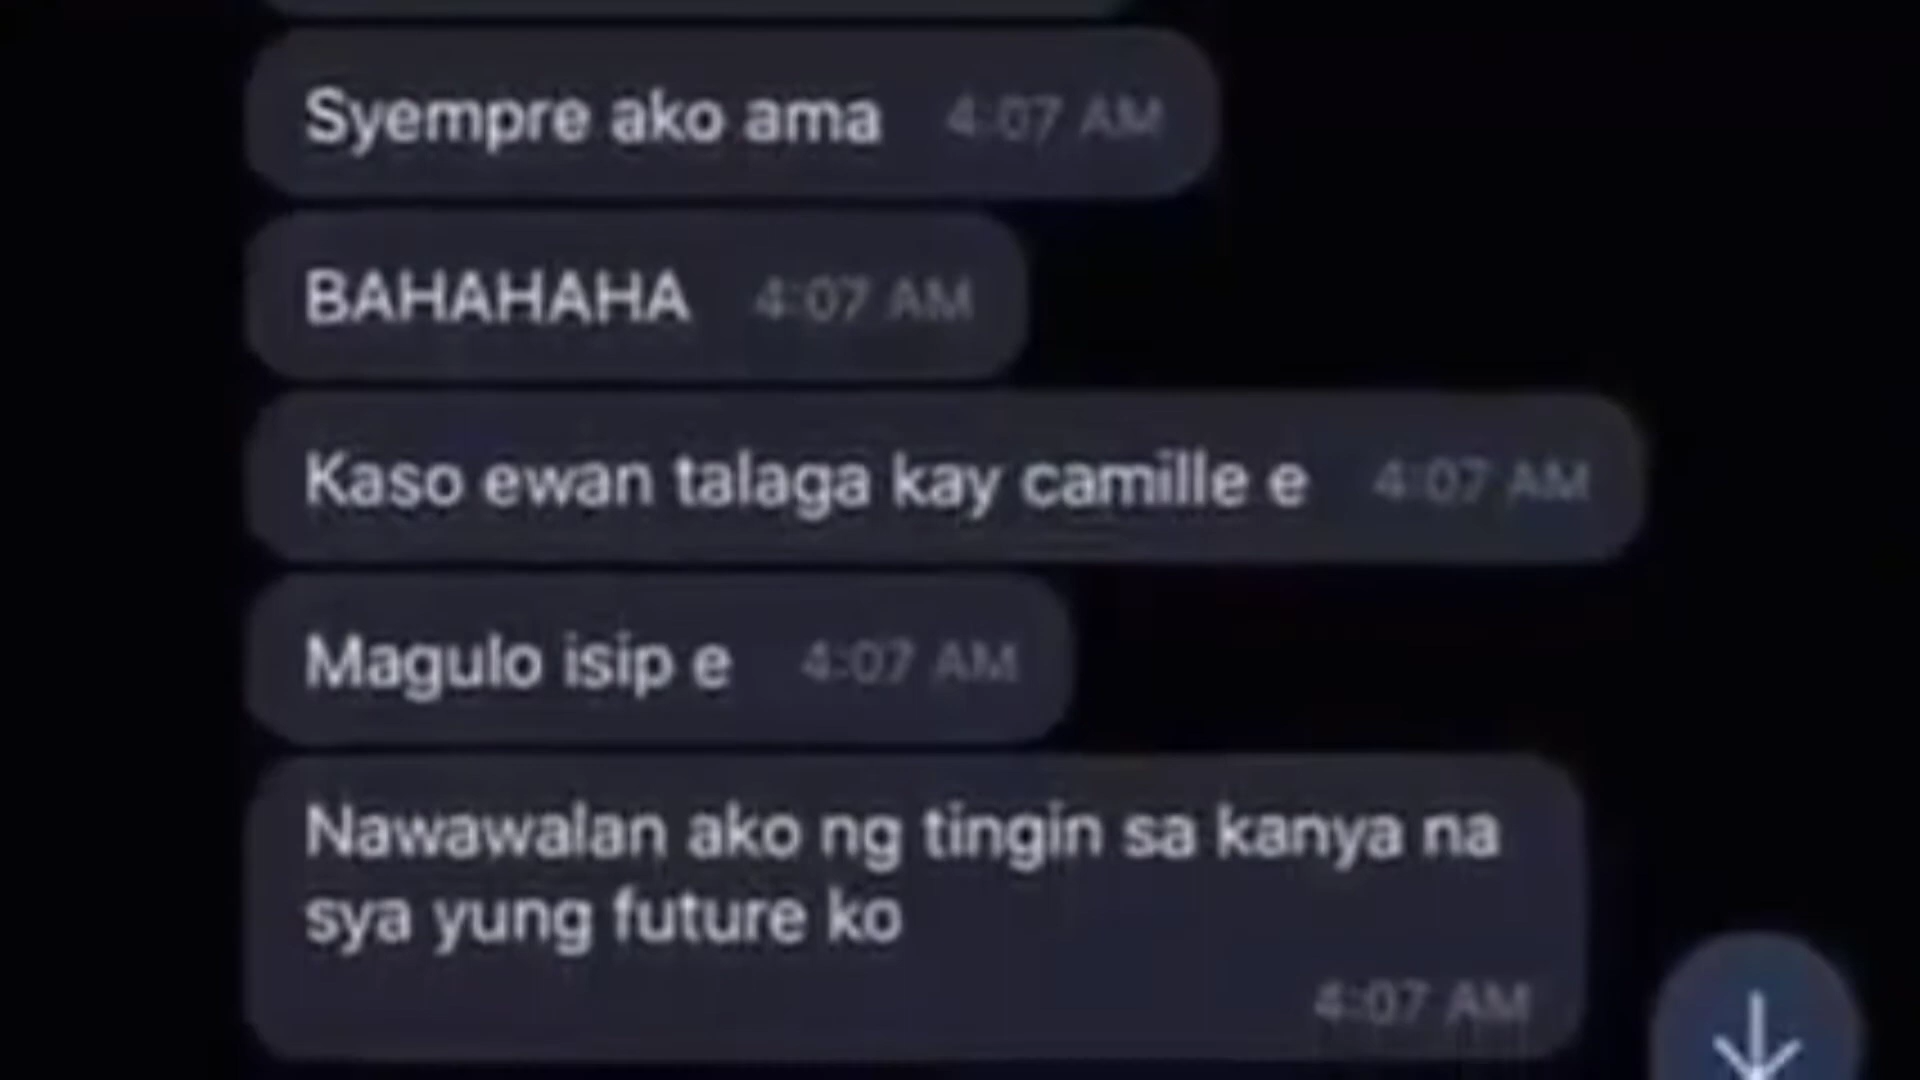 Syempre ako ama 4:07 AM
BAHAHAHA 4:07 AM
Kaso ewan talaga kay camille e 4:07 AM
Magulo isip e 4:07 AM
Nawawalan ako ng tingin sa kanya na
sya yung future ko
4:07 AM